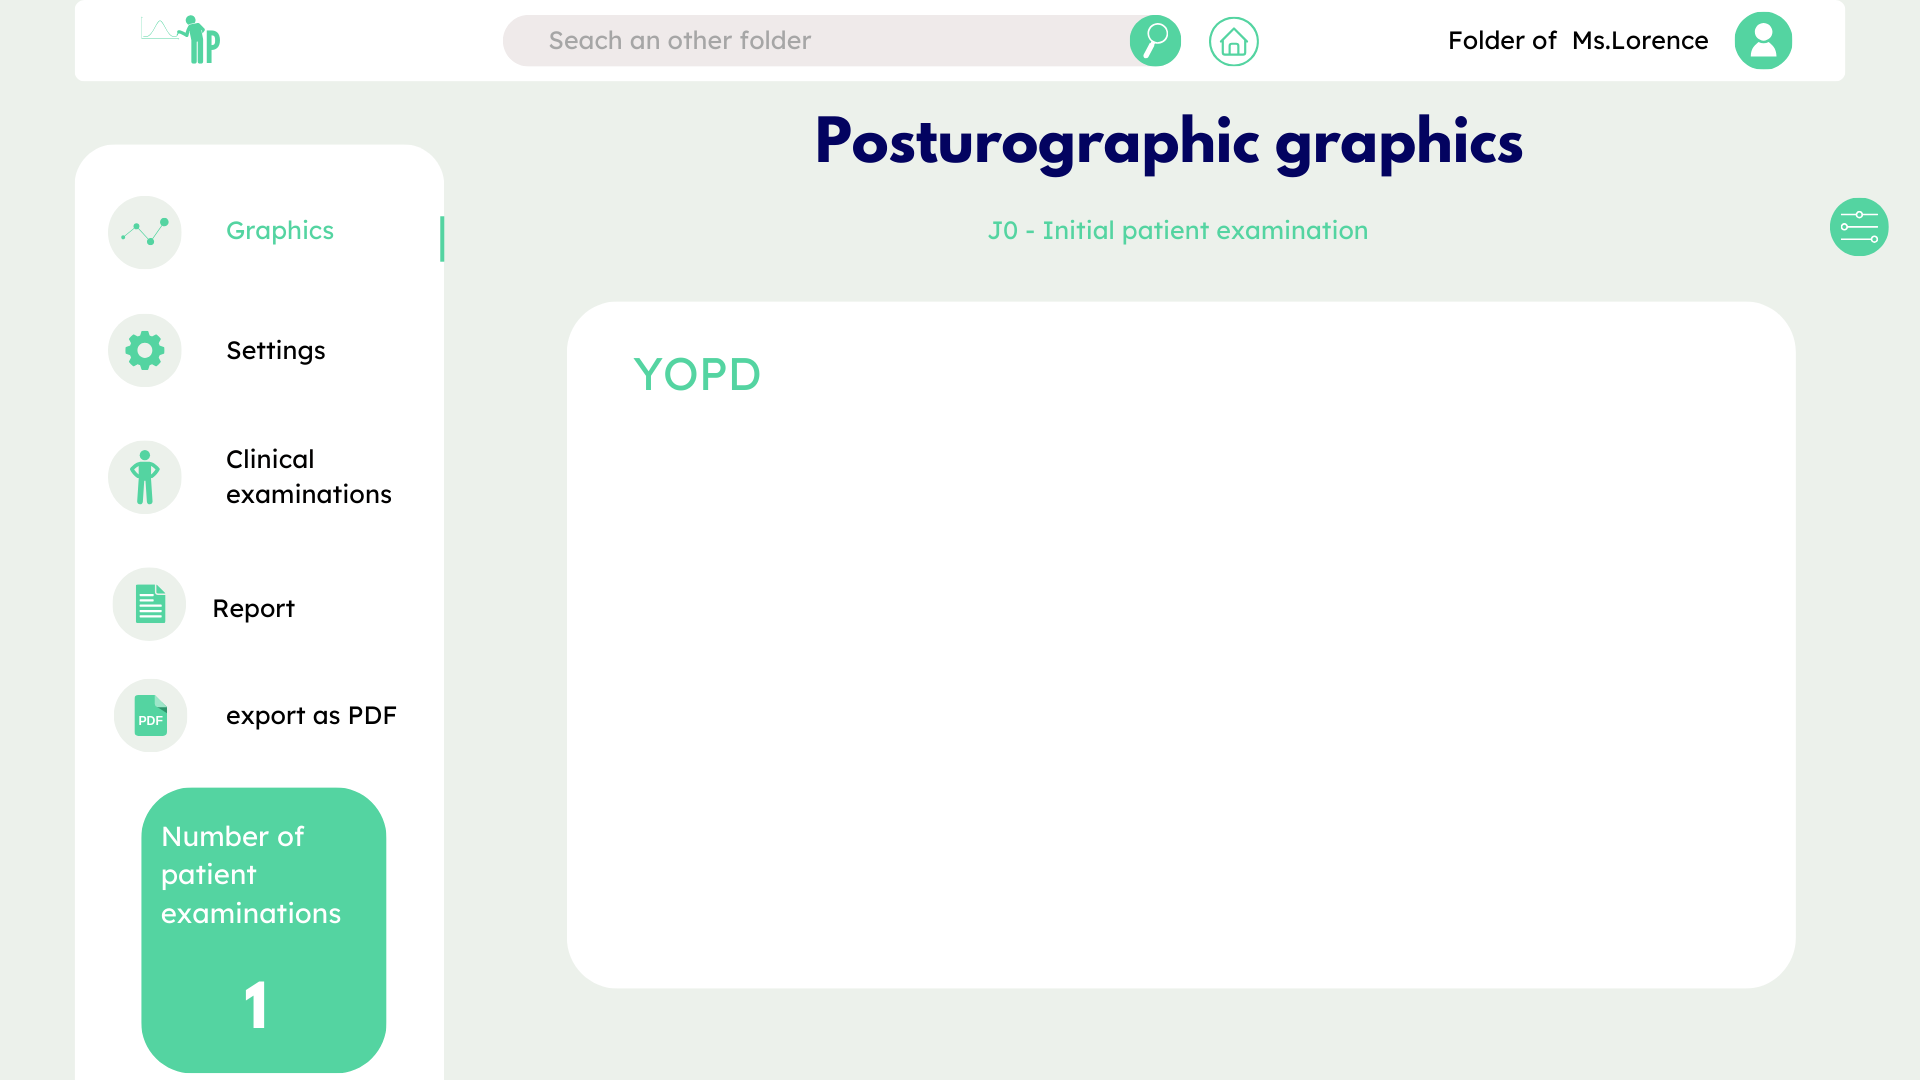 p
Seach an other folder
Folder of Ms.Lorence
Posturographic graphics
J0 - Initial patient examination
Graphics
Settings
Clinical
examinations
Report
PDF
export as PDF
Number of
patient
examinations
1
YOPD